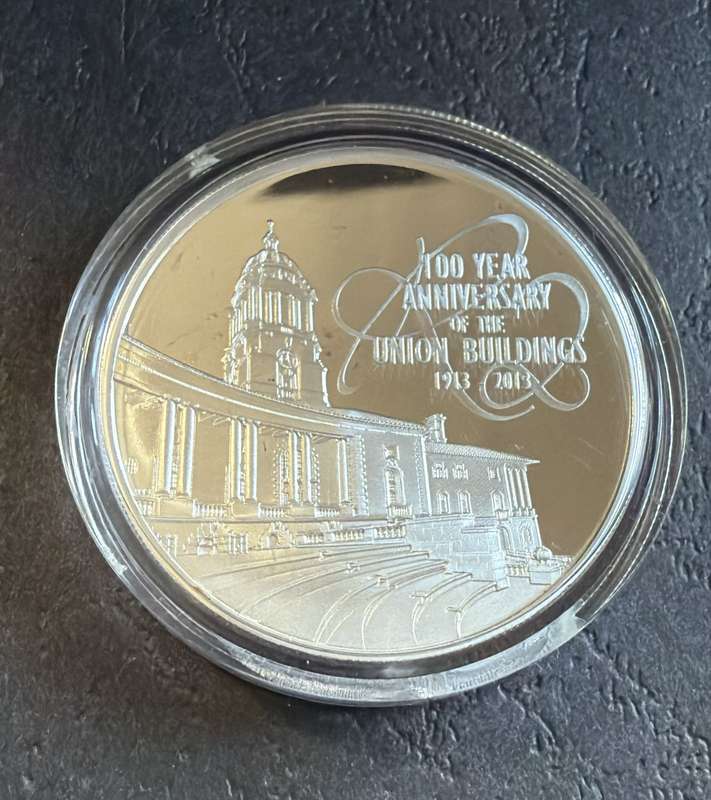 100 YEAR
ANNIVERSARY
OF THE
UNION BUILDINGS
1913 2013